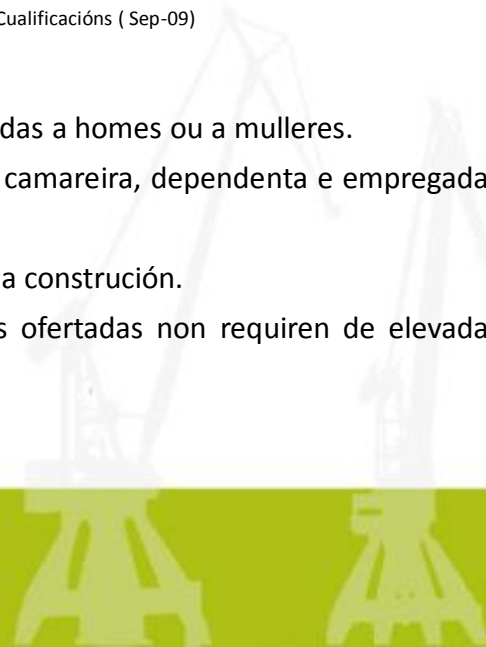 Cualificacións ( Sep-09)
das a homes ou a mulleres.
camareira, dependenta e empregada
a construción.
s ofertadas non requiren de elevada